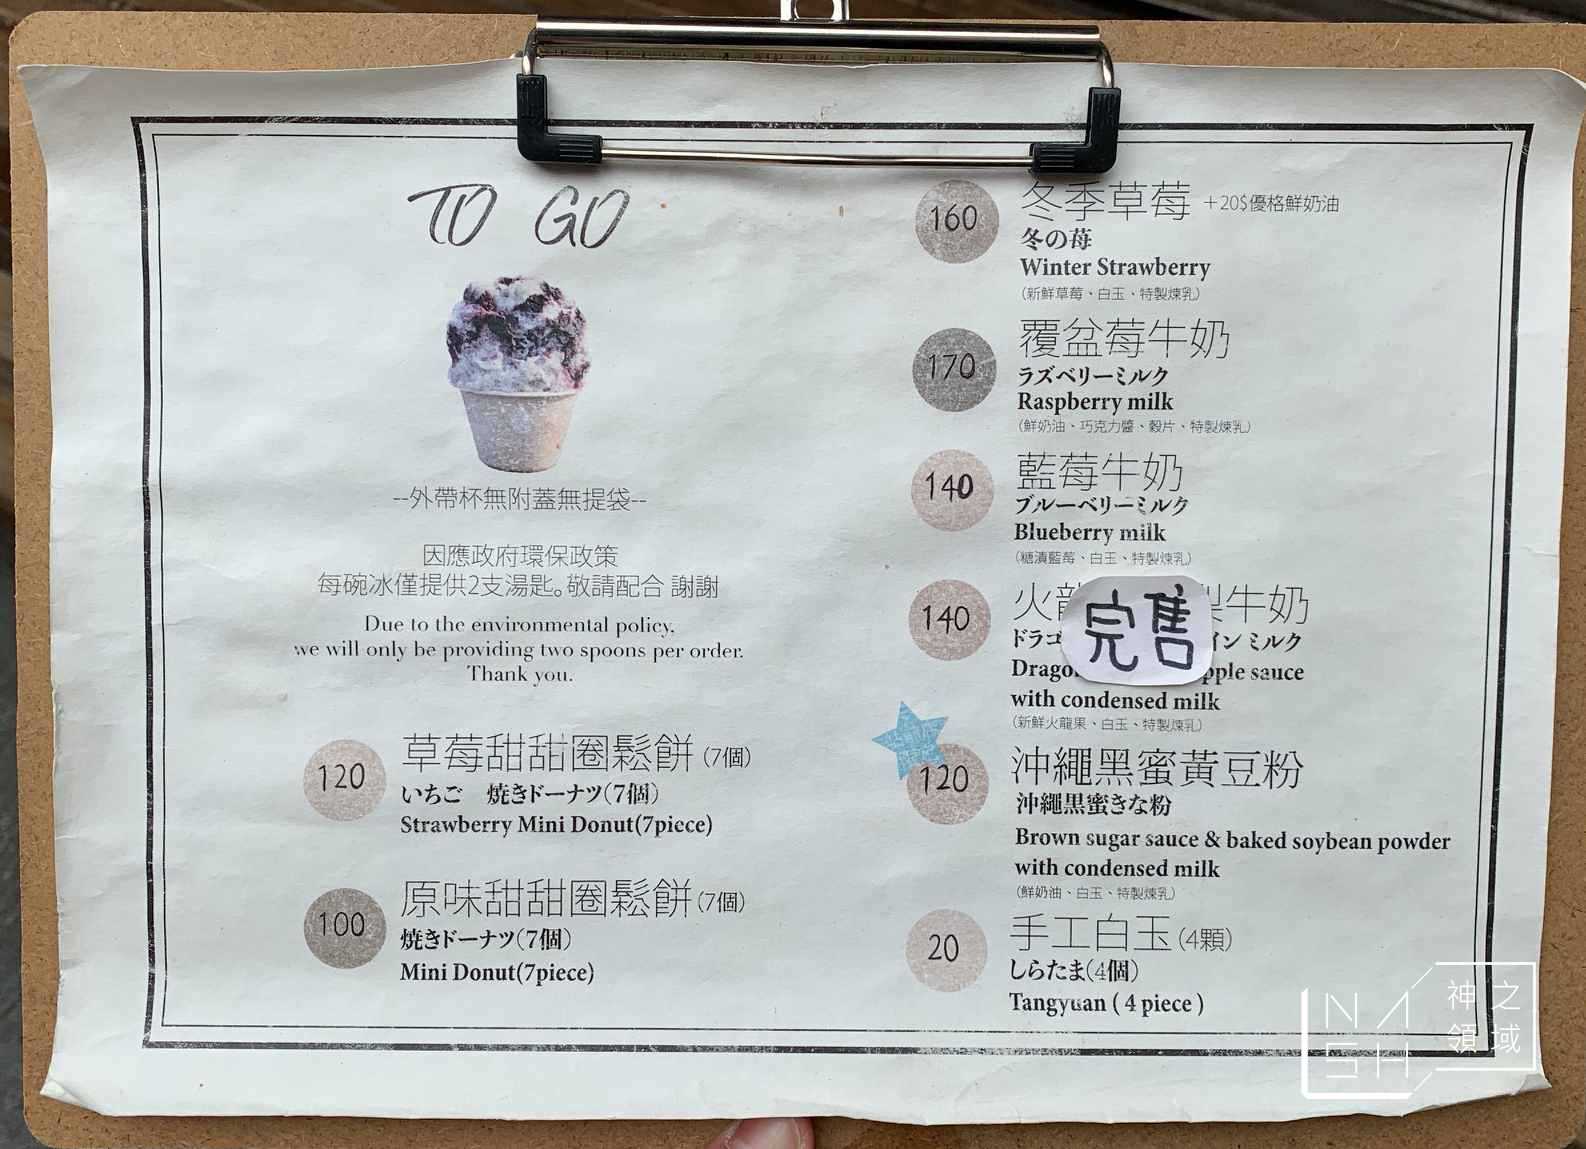 TO GO
--外帶杯無附蓋無提袋--
因應政府環保政策
每碗冰僅提供2支湯匙。敬請配合 謝謝
Due to the environmental policy,
we will only be providing two spoons per order.
Thank you.
120 草莓甜甜圈鬆餅(7個)
いちご 焼きドーナツ(7個)
Strawberry Mini Donut(7piece)
100 原味甜甜圈鬆餅(7個)
焼きドーナツ(7個)
Mini Donut(7piece)
160 冬季草莓 +20$優格鮮奶油
冬の苺
Winter Strawberry
(新鮮草莓、白玉、特製煉乳)
170 覆盆莓牛奶
ラズベリーミルク
Raspberry milk
(鮮奶油、巧克力醬、穀片、特製煉乳)
140 藍莓牛奶
ブルーベリーミルク
Blueberry milk
(糖漬藍莓、白玉、特製煉乳)
140 火 牛奶
完售
ドラゴ イン ミルク
Drago pple sauce
with condensed milk
(新鮮火龍果、白玉、特製煉乳)
120 沖繩黑蜜黃豆粉
沖繩黒蜜きな粉
Brown sugar sauce & baked soybean powder
with condensed milk
(鮮奶油、白玉、特製煉乳)
20 手工白玉(4顆)
しらたま(4個)
Tangyuan ( 4 piece )
NASH 神之領域